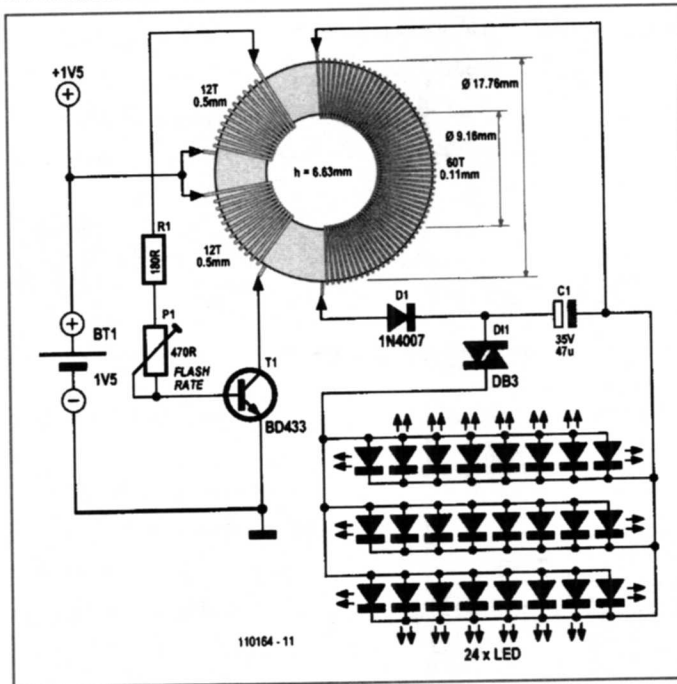 +1V5
12T
0.5mm
Ø 17.76mm
Ø 9.16mm
60T
0.11mm
h = 6.63mm
12T
0.5mm
R1
180R
P1
470R
FLASH
RATE
BT1
1V5
T1
BD433
D1
1N4007
DI1
DB3
C1
35V
47u
110164 - 11
24 x LED